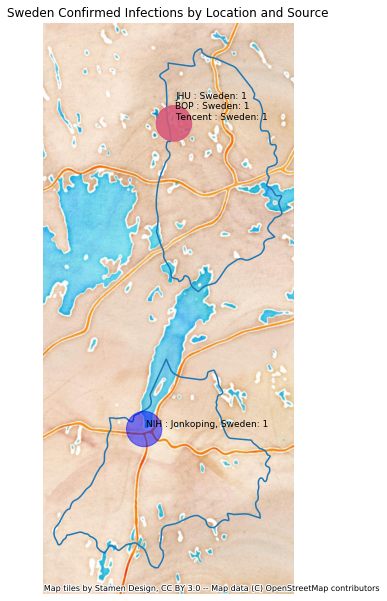 Sweden Confirmed Infections by Location and Source
JHU : Sweden: 1
BOP : Sweden: 1
Tencent : Sweden: 1
NIH : Jonkoping, Sweden: 1
Map tiles by Stamen Design, CC BY 3.0 -- Map data (C) OpenStreetMap contributors